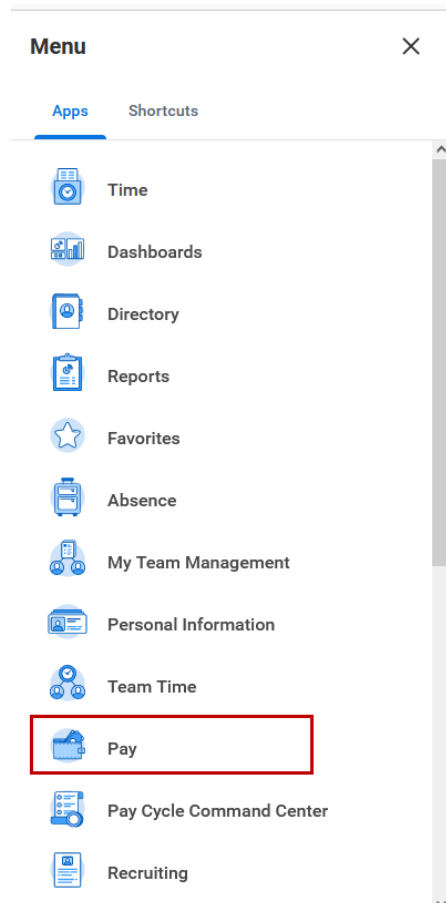 Menu
Apps Shortcuts
Time
Dashboards
Directory
Reports
Favorites
Absence
My Team Management
Personal Information
Team Time
Pay
Pay Cycle Command Center
Recruiting